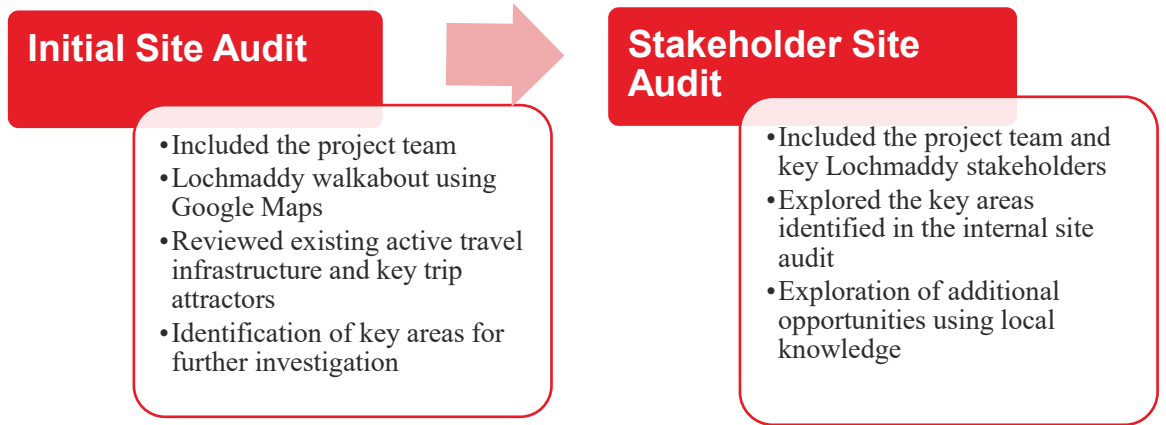 Initial Site Audit
•Included the project team
•Lochmaddy walkabout using
Google Maps
•Reviewed existing active travel
infrastructure and key trip
attractors
•Identification of key areas for
further investigation
Stakeholder Site
Audit
•Included the project team and
key Lochmaddy stakeholders
•Explored the key areas
identified in the internal site
audit
•Exploration of additional
opportunities using local
knowledge